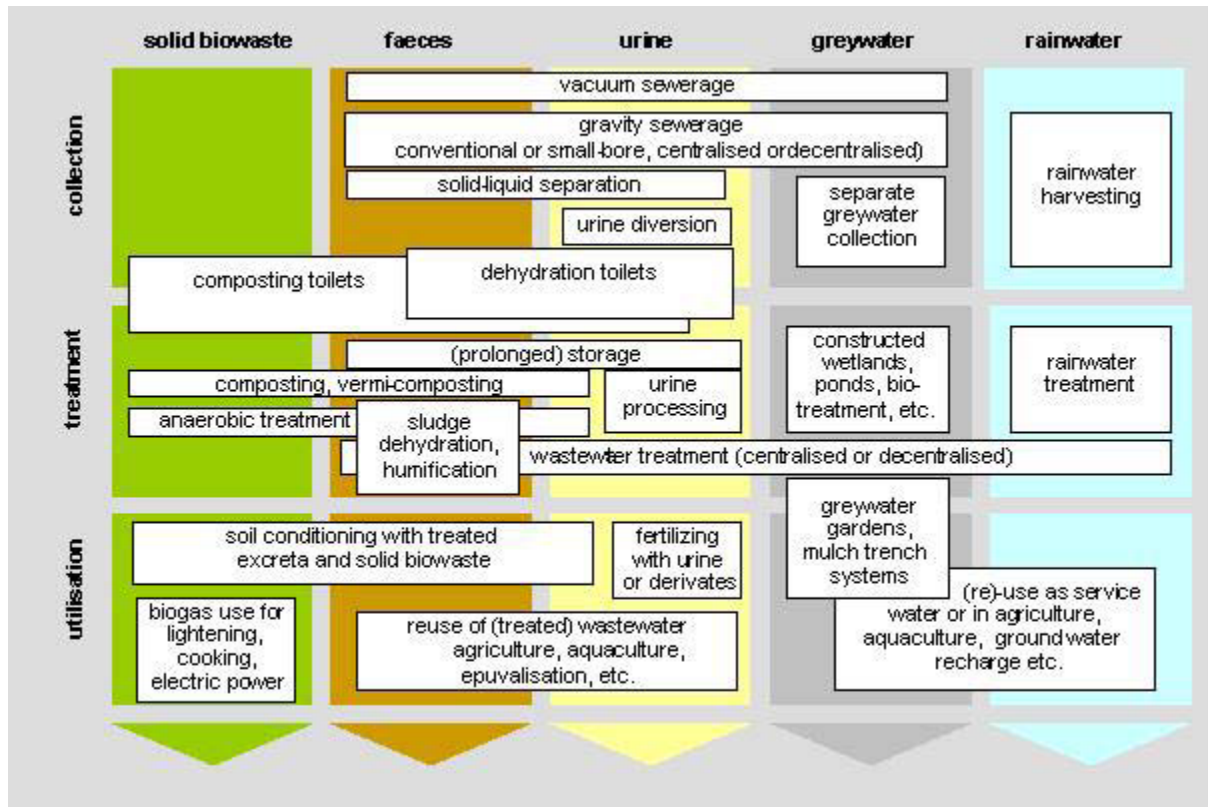 solid biowaste faeces urine greywater rainwater
collection
vacuum sewerage
gravity sewerage
conventional or small-bore, centralised ordecentralised)
solid-liquid separation
urine diversion
separate
greywater
collection
rainwater
harvesting
composting toilets
dehydration toilets
treatment
(prolonged) storage
composting, vermi-composting
urine
processing
anaerobic treatment
sludge
dehydration,
humification
constructed
wetlands,
ponds, bio-
treatment, etc.
rainwater
treatment
wastewter treatment (centralised or decentralised)
utilisation
soil conditioning with treated
excreta and solid biowaste
fertilizing
with urine
or derivates
greywater
gardens,
mulch trench
systems
biogas use for
lightening,
cooking,
electric power
reuse of (treated) wastewater
agriculture, aquaculture,
epuvalisation, etc.
(re)-use as service
water or in agriculture,
aquaculture, ground water
recharge etc.